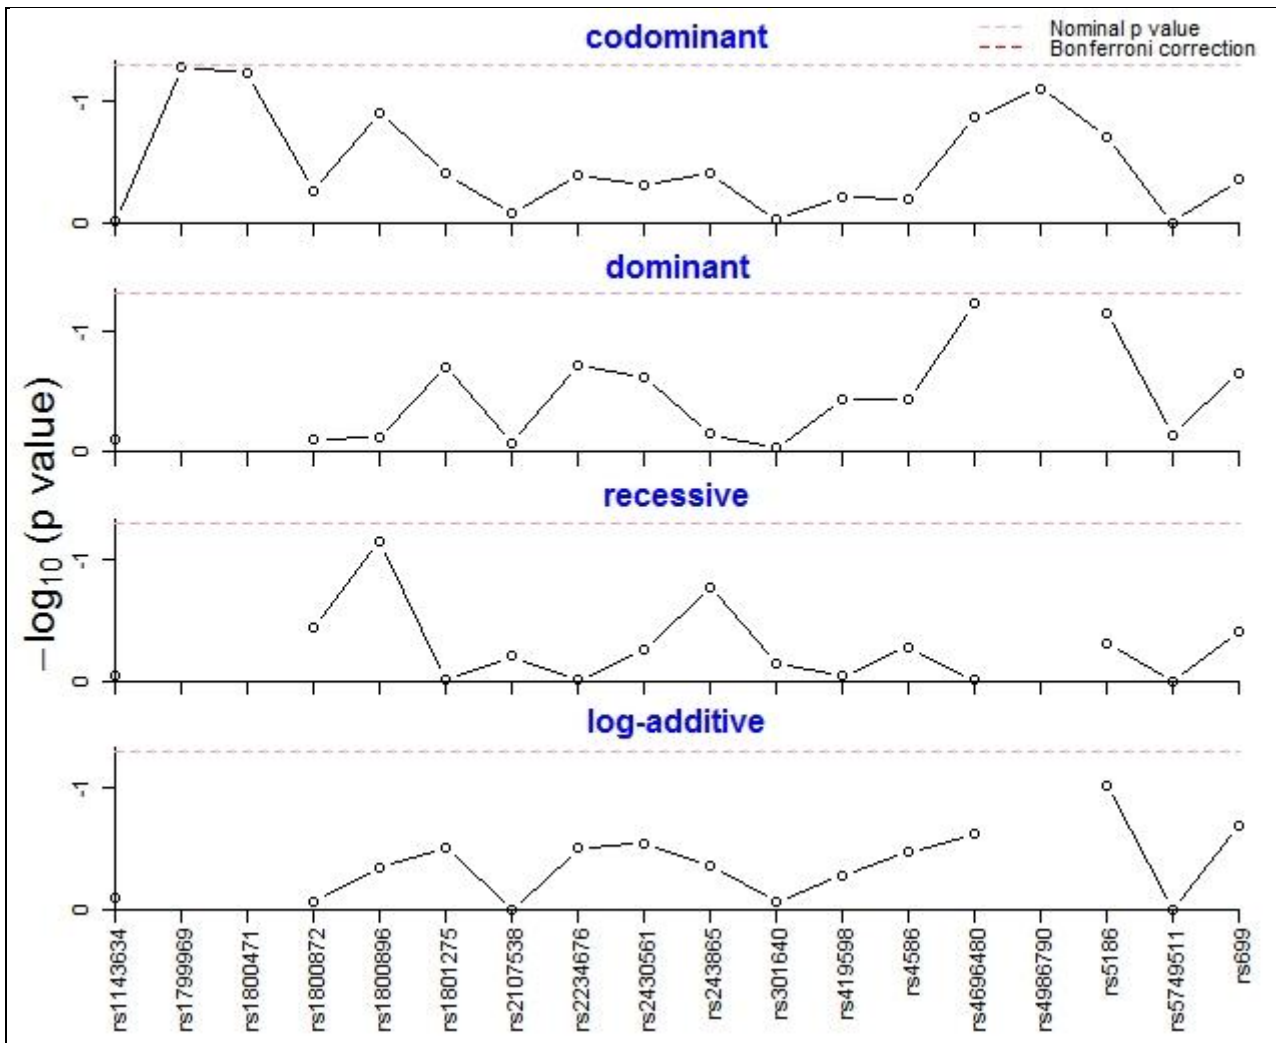 codominant
Nominal p value
Bonferroni correction
-1
0
dominant
-1
0
recessive
-1
0
log-additive
-1
0
−log10 (p value)
rs1143634
rs1799969
rs1800471
rs1800872
rs1800896
rs1801275
rs2107538
rs2234676
rs2430561
rs243865
rs301640
rs419598
rs4586
rs4696480
rs4986790
rs5186
rs5749511
rs699